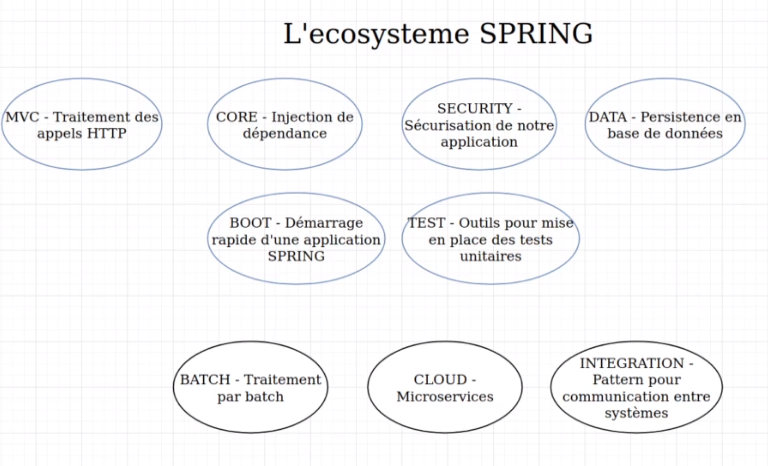 L'ecosysteme SPRING
MVC - Traitement des
appels HTTP
CORE - Injection de
dépendance
SECURITY -
Sécurisation de notre
application
DATA - Persistence en
base de données
BOOT - Démarrage
rapide d'une application
SPRING
TEST - Outils pour mise
en place des tests
unitaires
BATCH - Traitement
par batch
CLOUD -
Microservices
INTEGRATION -
Pattern pour
communication entre
systèmes